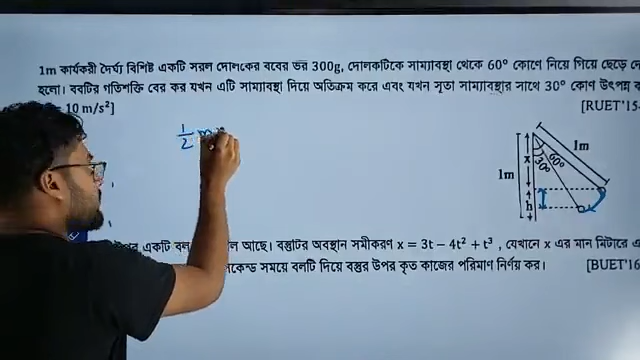 1m কার্যকরী দৈর্ঘ্য বিশিষ্ট একটি সরল দোলকের ববের ভর 300g, দোলকটিকে সাম্যাবস্থা থেকে 60° কোণে নিয়ে গিয়ে ছেড়ে
হলো। ববটির গতিশক্তি বের কর যখন এটি সাম্যাবস্থা দিয়ে অতিক্রম করে এবং যখন সুতা সাম্যাবস্থার সাথে 30° কোণ উৎপন্ন
= 10 m/s²] [RUET'15
1/2 m
1m
60°
30°
x
1m
h
উপর একটি বল আছে। বস্তুটির অবস্থান সমীকরণ x = 3t − 4t² + t³, যেখানে x এর মান মিটারে
সময়ে বলটি দিয়ে বস্তুর উপর কৃত কাজের পরিমাণ নির্ণয় কর। [BUET'16